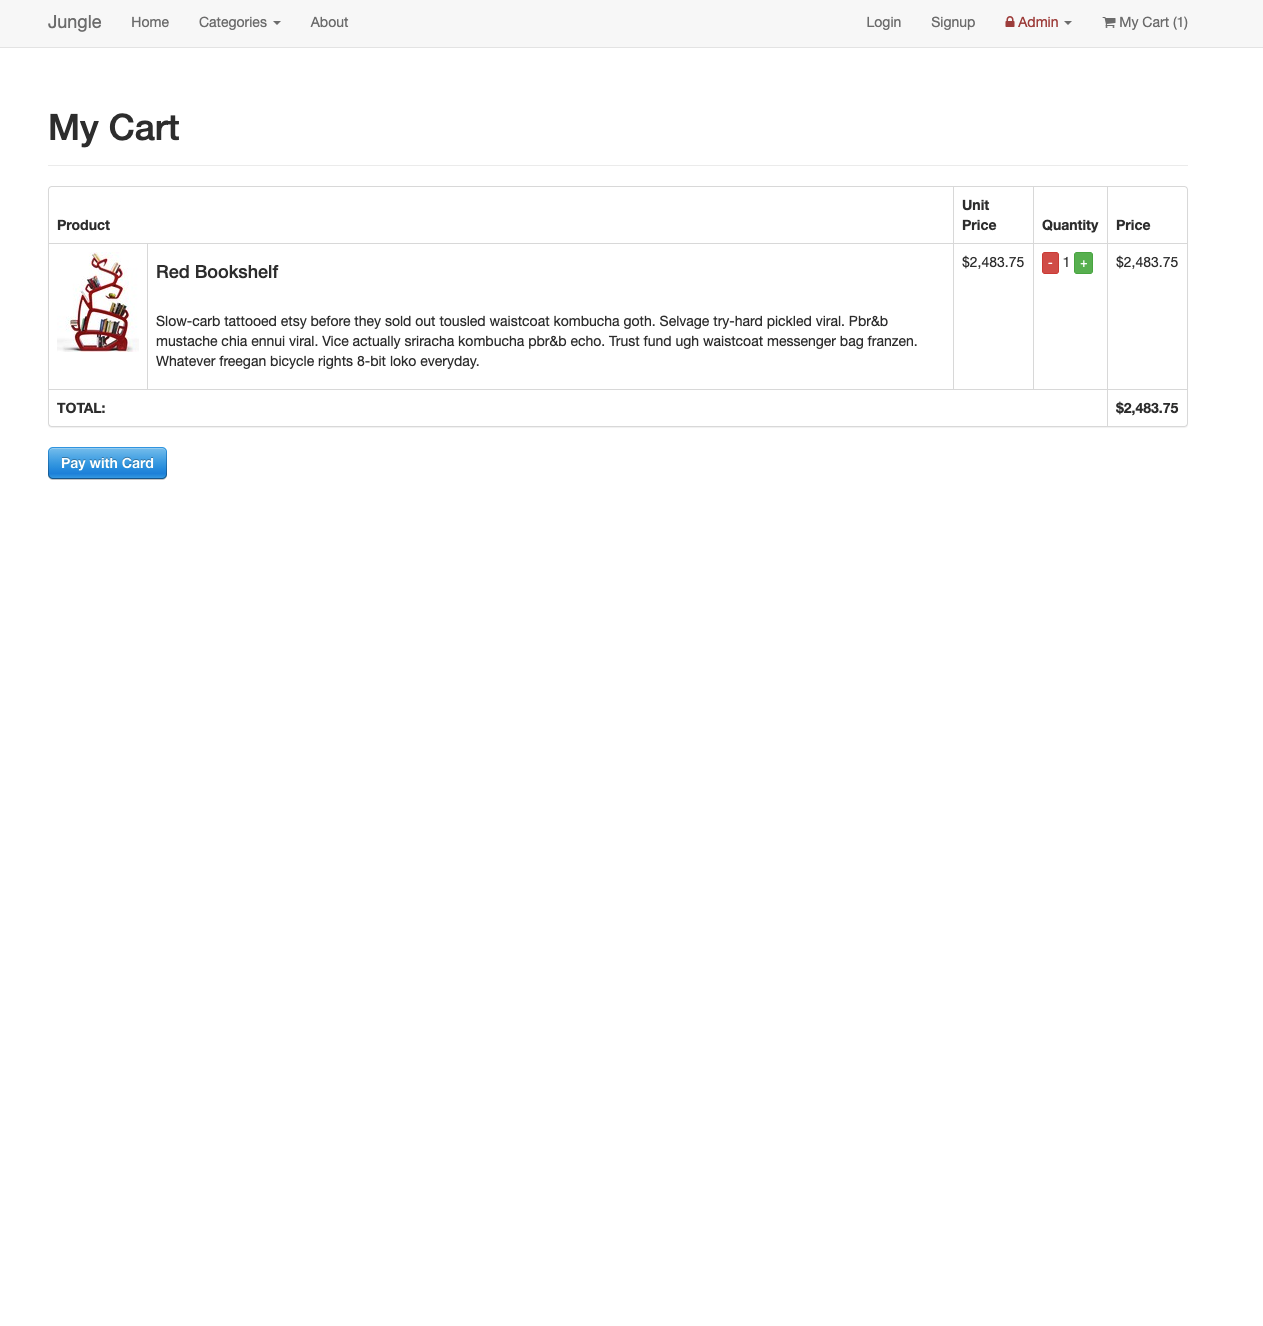 Jungle Home Categories About Login Signup Admin My Cart (1)
My Cart
Product Unit Price Quantity Price
Red Bookshelf $2,483.75 - 1 + $2,483.75
Slow-carb tattooed etsy before they sold out tousled waistcoat kombucha goth. Selvage try-hard pickled viral. Pbr&b
mustache chia ennui viral. Vice actually sriracha kombucha pbr&b echo. Trust fund ugh waistcoat messenger bag franzen.
Whatever freegan bicycle rights 8-bit loko everyday.
TOTAL: $2,483.75
Pay with Card